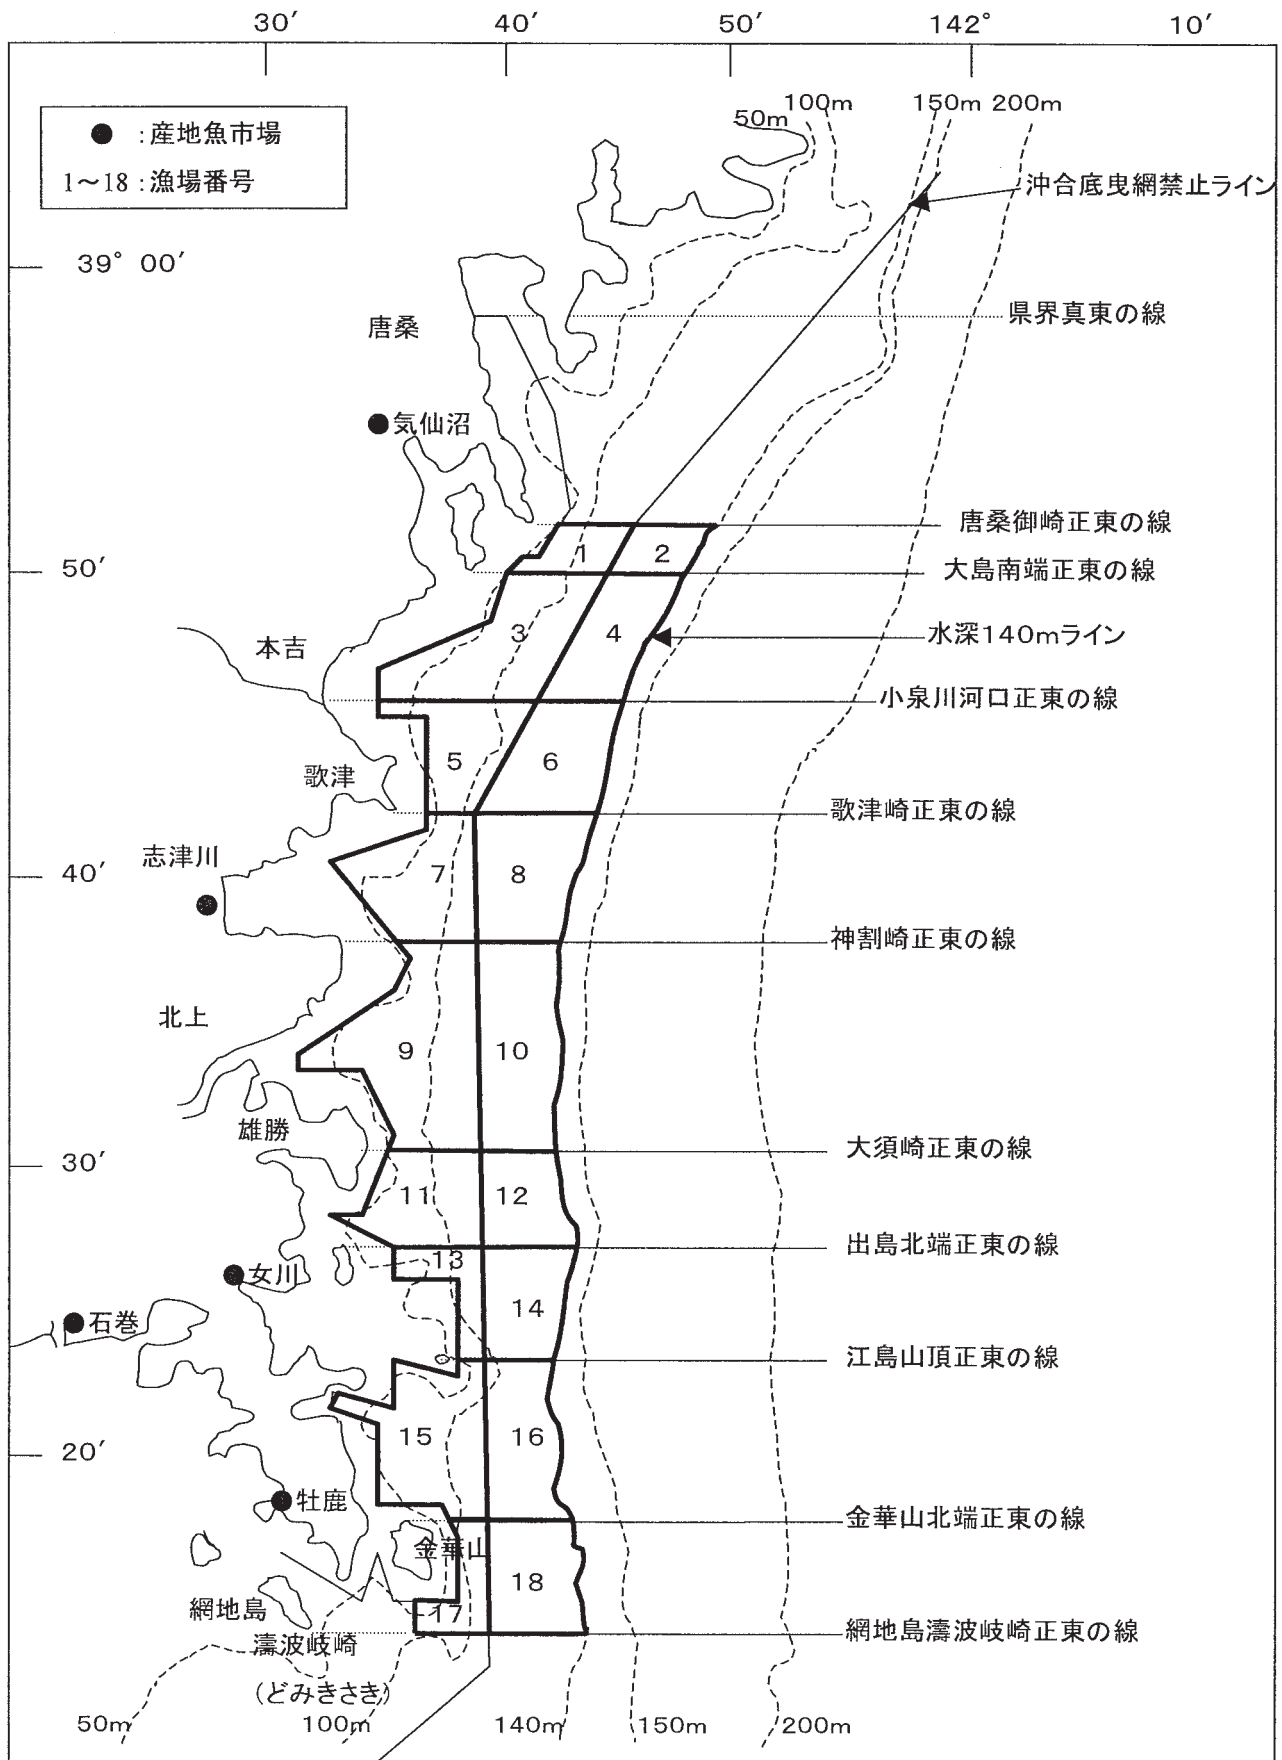 30′ 40′ 50′ 142° 10′
●:産地魚市場
1～18:漁場番号
50m 100m 150m 200m
沖合底曳網禁止ライン
39° 00′
県界真東の線
唐桑
気仙沼
唐桑御崎正東の線
1 2
50′
大島南端正東の線
3 4
水深140mライン
本吉
小泉川河口正東の線
5 6
歌津
歌津崎正東の線
志津川
40′
7 8
神割崎正東の線
北上
9 10
雄勝
大須崎正東の線
30′
11 12
出島北端正東の線
13
女川
14
石巻
江島山頂正東の線
15 16
20′
牡鹿
金華山北端正東の線
金華山
18
網地島
17
網地島濤波岐崎正東の線
濤波岐崎
(どみきさき)
50m 100m 140m 150m 200m